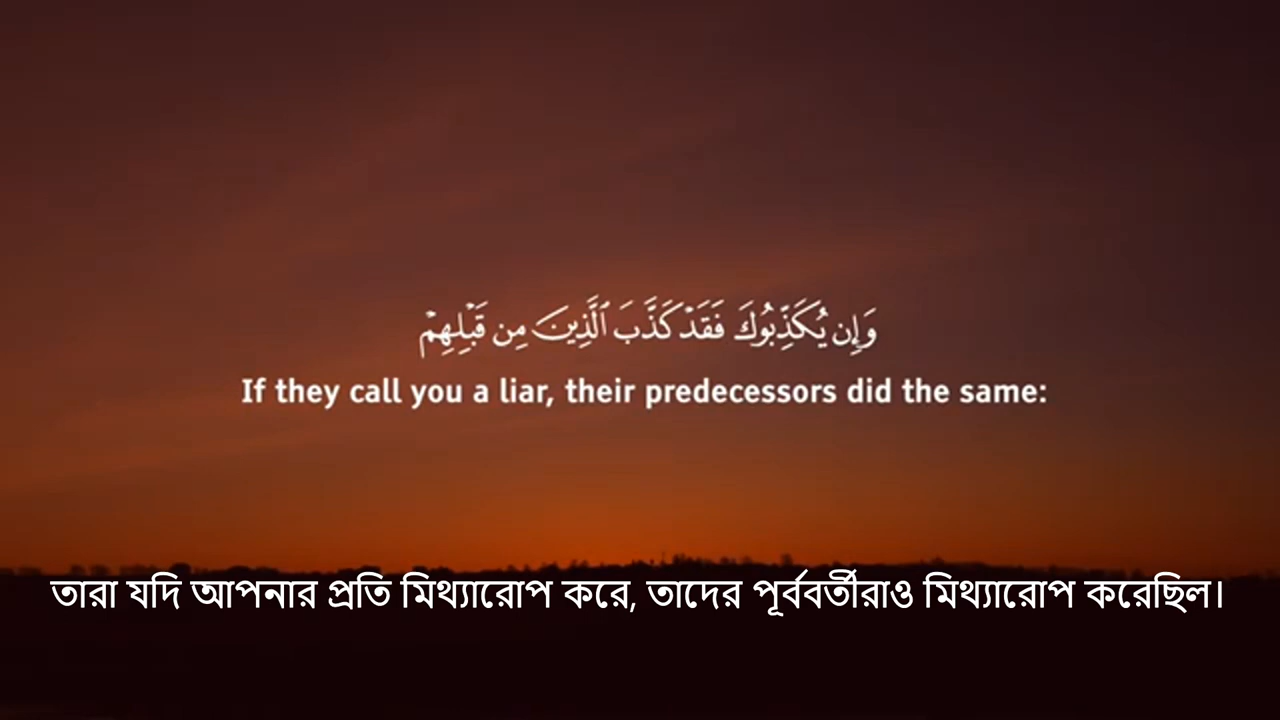 وَإِن يُكَذِّبُوكَ فَقَدْ كَذَّبَ ٱلَّذِينَ مِن قَبْلِهِمْ
If they call you a liar, their predecessors did the same:
তারা যদি আপনার প্রতি মিথ্যারোপ করে, তাদের পূর্ববর্তীরাও মিথ্যারোপ করেছিল।